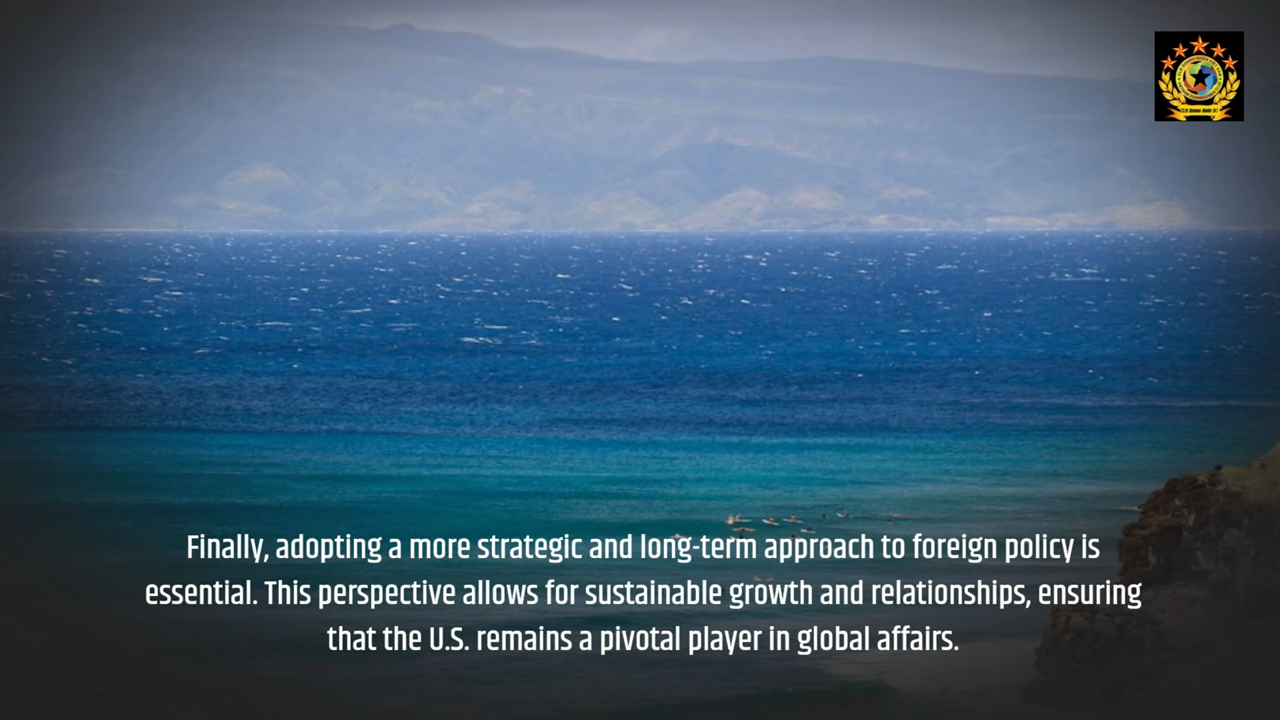 Finally, adopting a more strategic and long-term approach to foreign policy is
essential. This perspective allows for sustainable growth and relationships, ensuring
that the U.S. remains a pivotal player in global affairs.